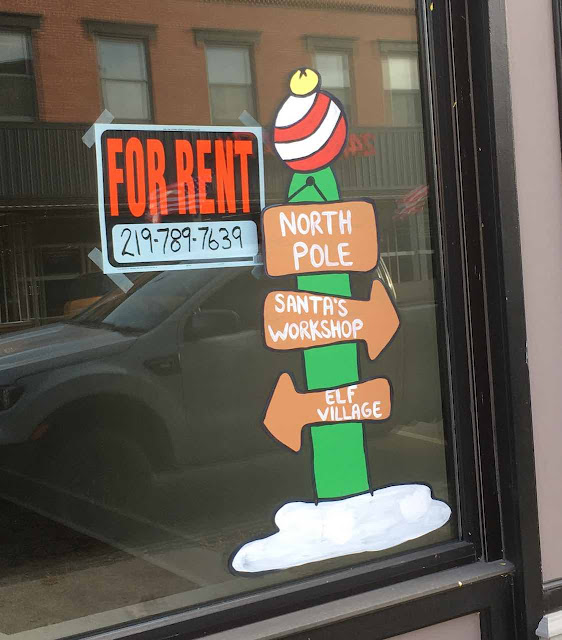 FOR RENT
219-789-7639
NORTH
POLE
SANTA'S
WORKSHOP
ELF
VILLAGE